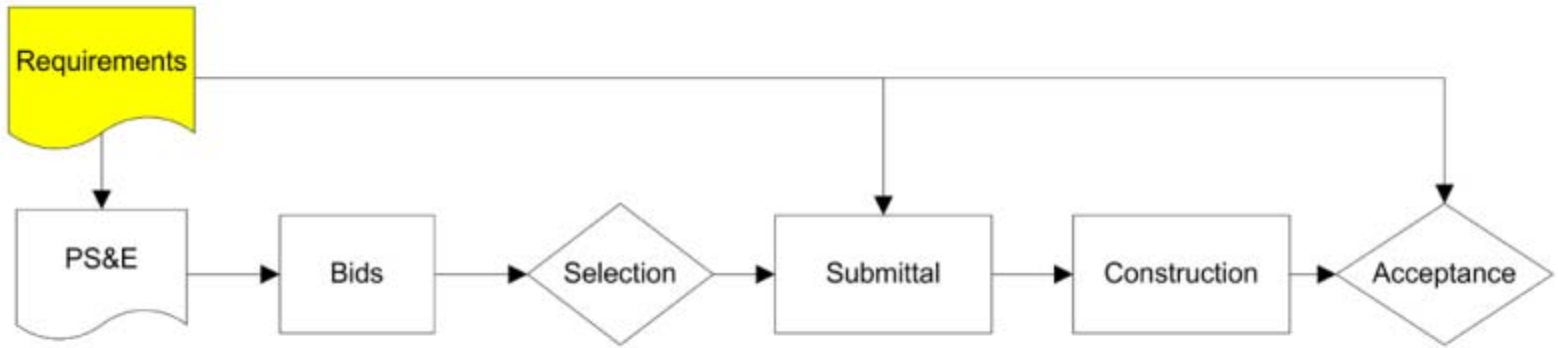 Requirements
PS&E
Bids
Selection
Submittal
Construction
Acceptance